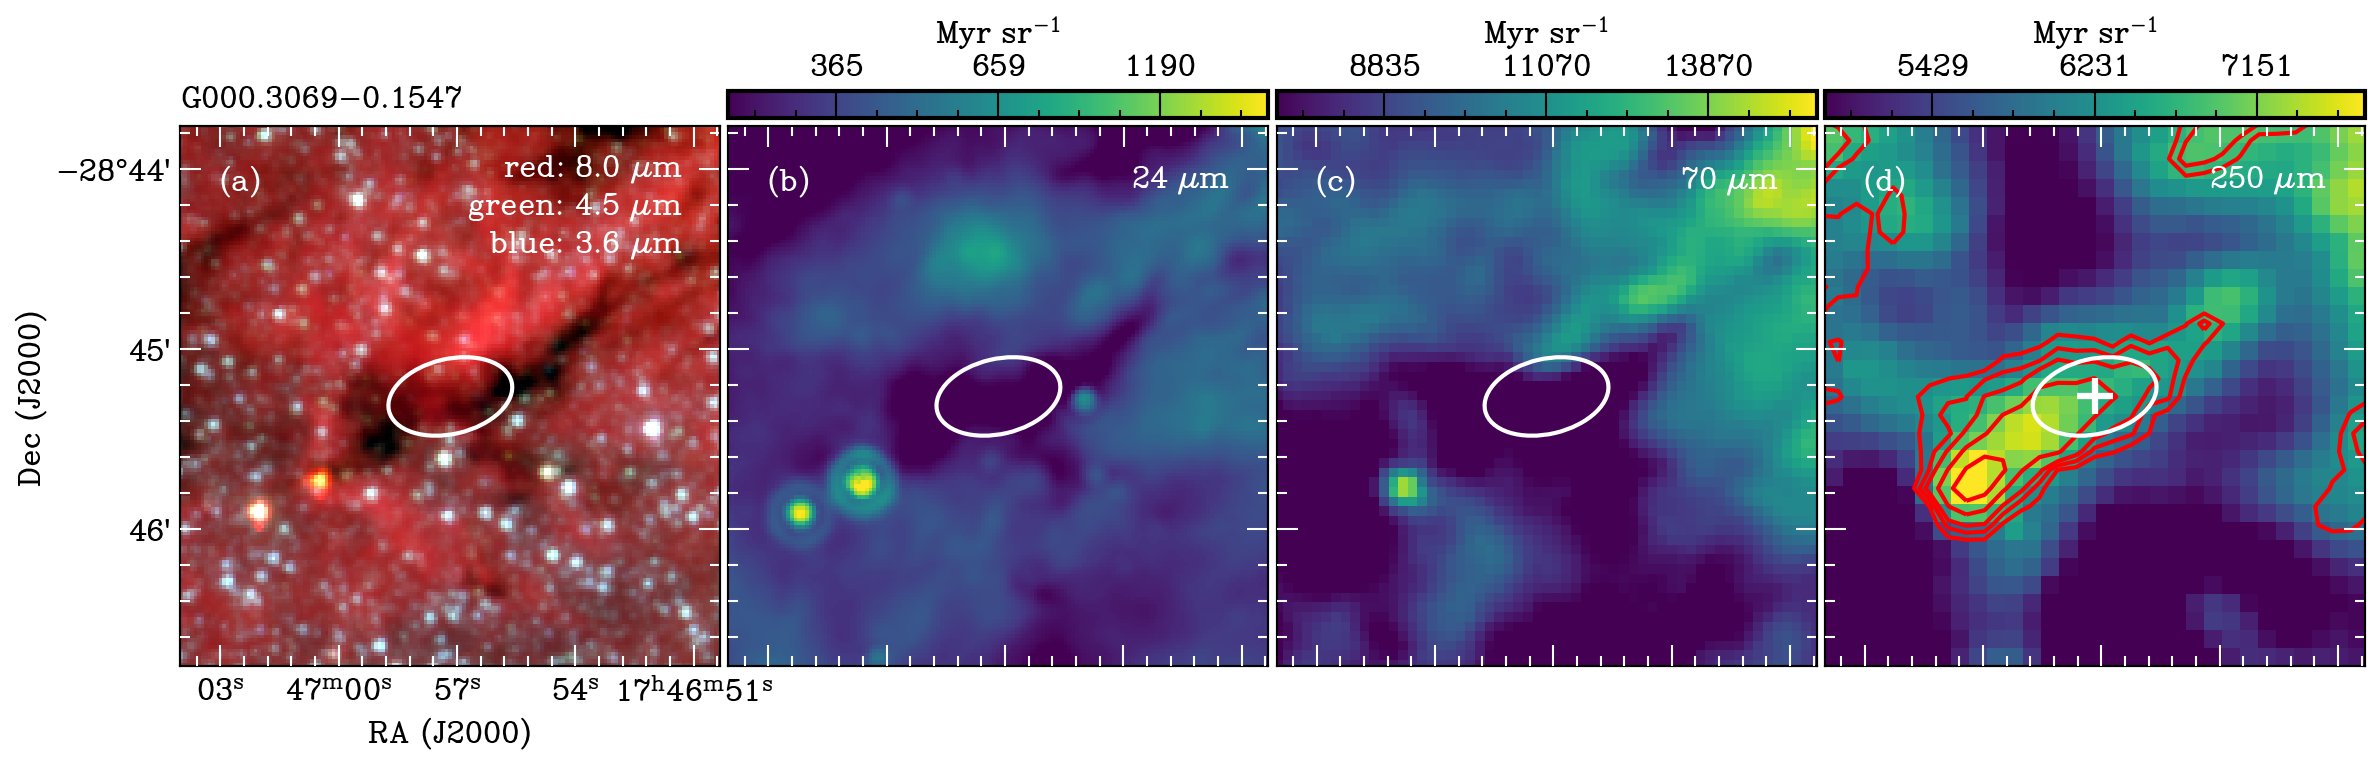 Myr sr⁻¹
365 659 1190
Myr sr⁻¹
8835 11070 13870
Myr sr⁻¹
5429 6231 7151
G000.3069−0.1547
(a)
red: 8.0 μm
green: 4.5 μm
blue: 3.6 μm
(b)
24 μm
(c)
70 μm
(d)
250 μm
−28°44'
45'
46'
Dec (J2000)
03ˢ 47ᵐ00ˢ 57ˢ 54ˢ 17ʰ46ᵐ51ˢ
RA (J2000)